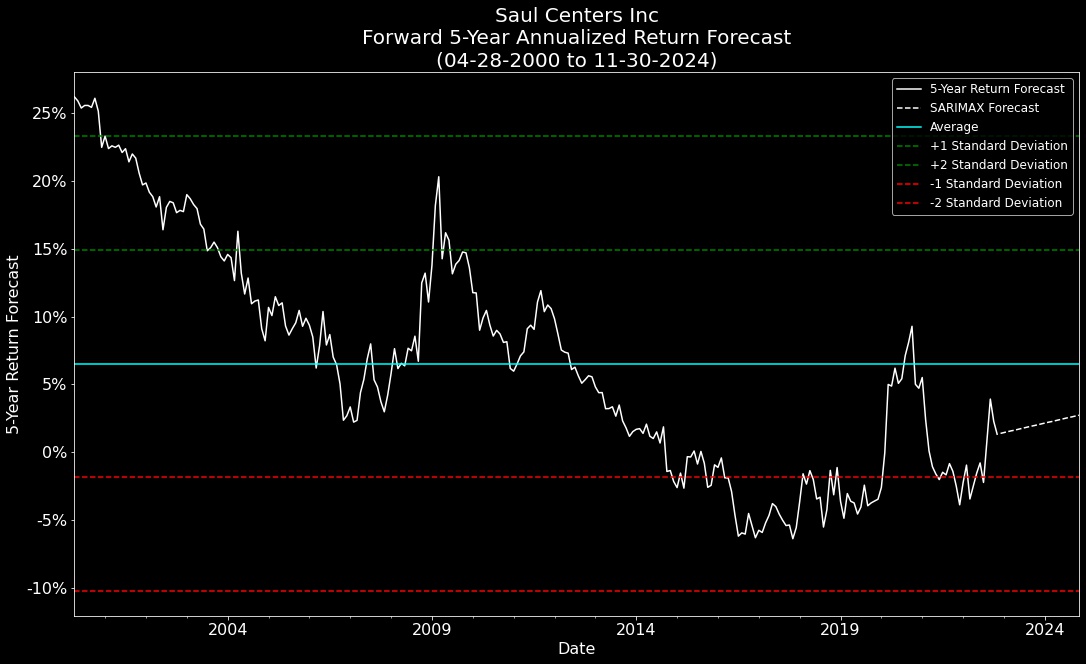 Saul Centers Inc
Forward 5-Year Annualized Return Forecast
(04-28-2000 to 11-30-2024)
5-Year Return Forecast
SARIMAX Forecast
Average
+1 Standard Deviation
+2 Standard Deviation
-1 Standard Deviation
-2 Standard Deviation
5-Year Return Forecast
25%
20%
15%
10%
5%
0%
-5%
-10%
2004
2009
2014
2019
2024
Date